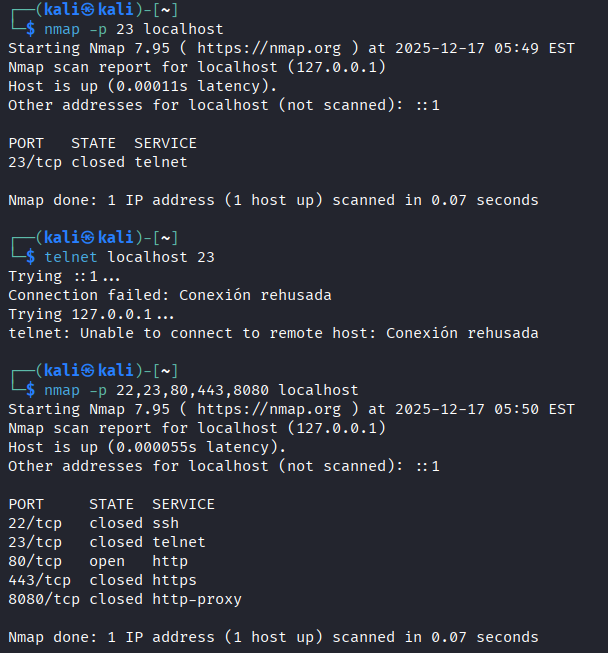 ┌──(kali㉿kali)-[~]
└─$ nmap -p 23 localhost
Starting Nmap 7.95 ( https://nmap.org ) at 2025-12-17 05:49 EST
Nmap scan report for localhost (127.0.0.1)
Host is up (0.00011s latency).
Other addresses for localhost (not scanned): ::1
PORT   STATE  SERVICE
23/tcp closed telnet
Nmap done: 1 IP address (1 host up) scanned in 0.07 seconds
┌──(kali㉿kali)-[~]
└─$ telnet localhost 23
Trying ::1...
Connection failed: Conexión rehusada
Trying 127.0.0.1...
telnet: Unable to connect to remote host: Conexión rehusada
┌──(kali㉿kali)-[~]
└─$ nmap -p 22,23,80,443,8080 localhost
Starting Nmap 7.95 ( https://nmap.org ) at 2025-12-17 05:50 EST
Nmap scan report for localhost (127.0.0.1)
Host is up (0.000055s latency).
Other addresses for localhost (not scanned): ::1
PORT     STATE  SERVICE
22/tcp   closed ssh
23/tcp   closed telnet
80/tcp   open   http
443/tcp  closed https
8080/tcp closed http-proxy
Nmap done: 1 IP address (1 host up) scanned in 0.07 seconds